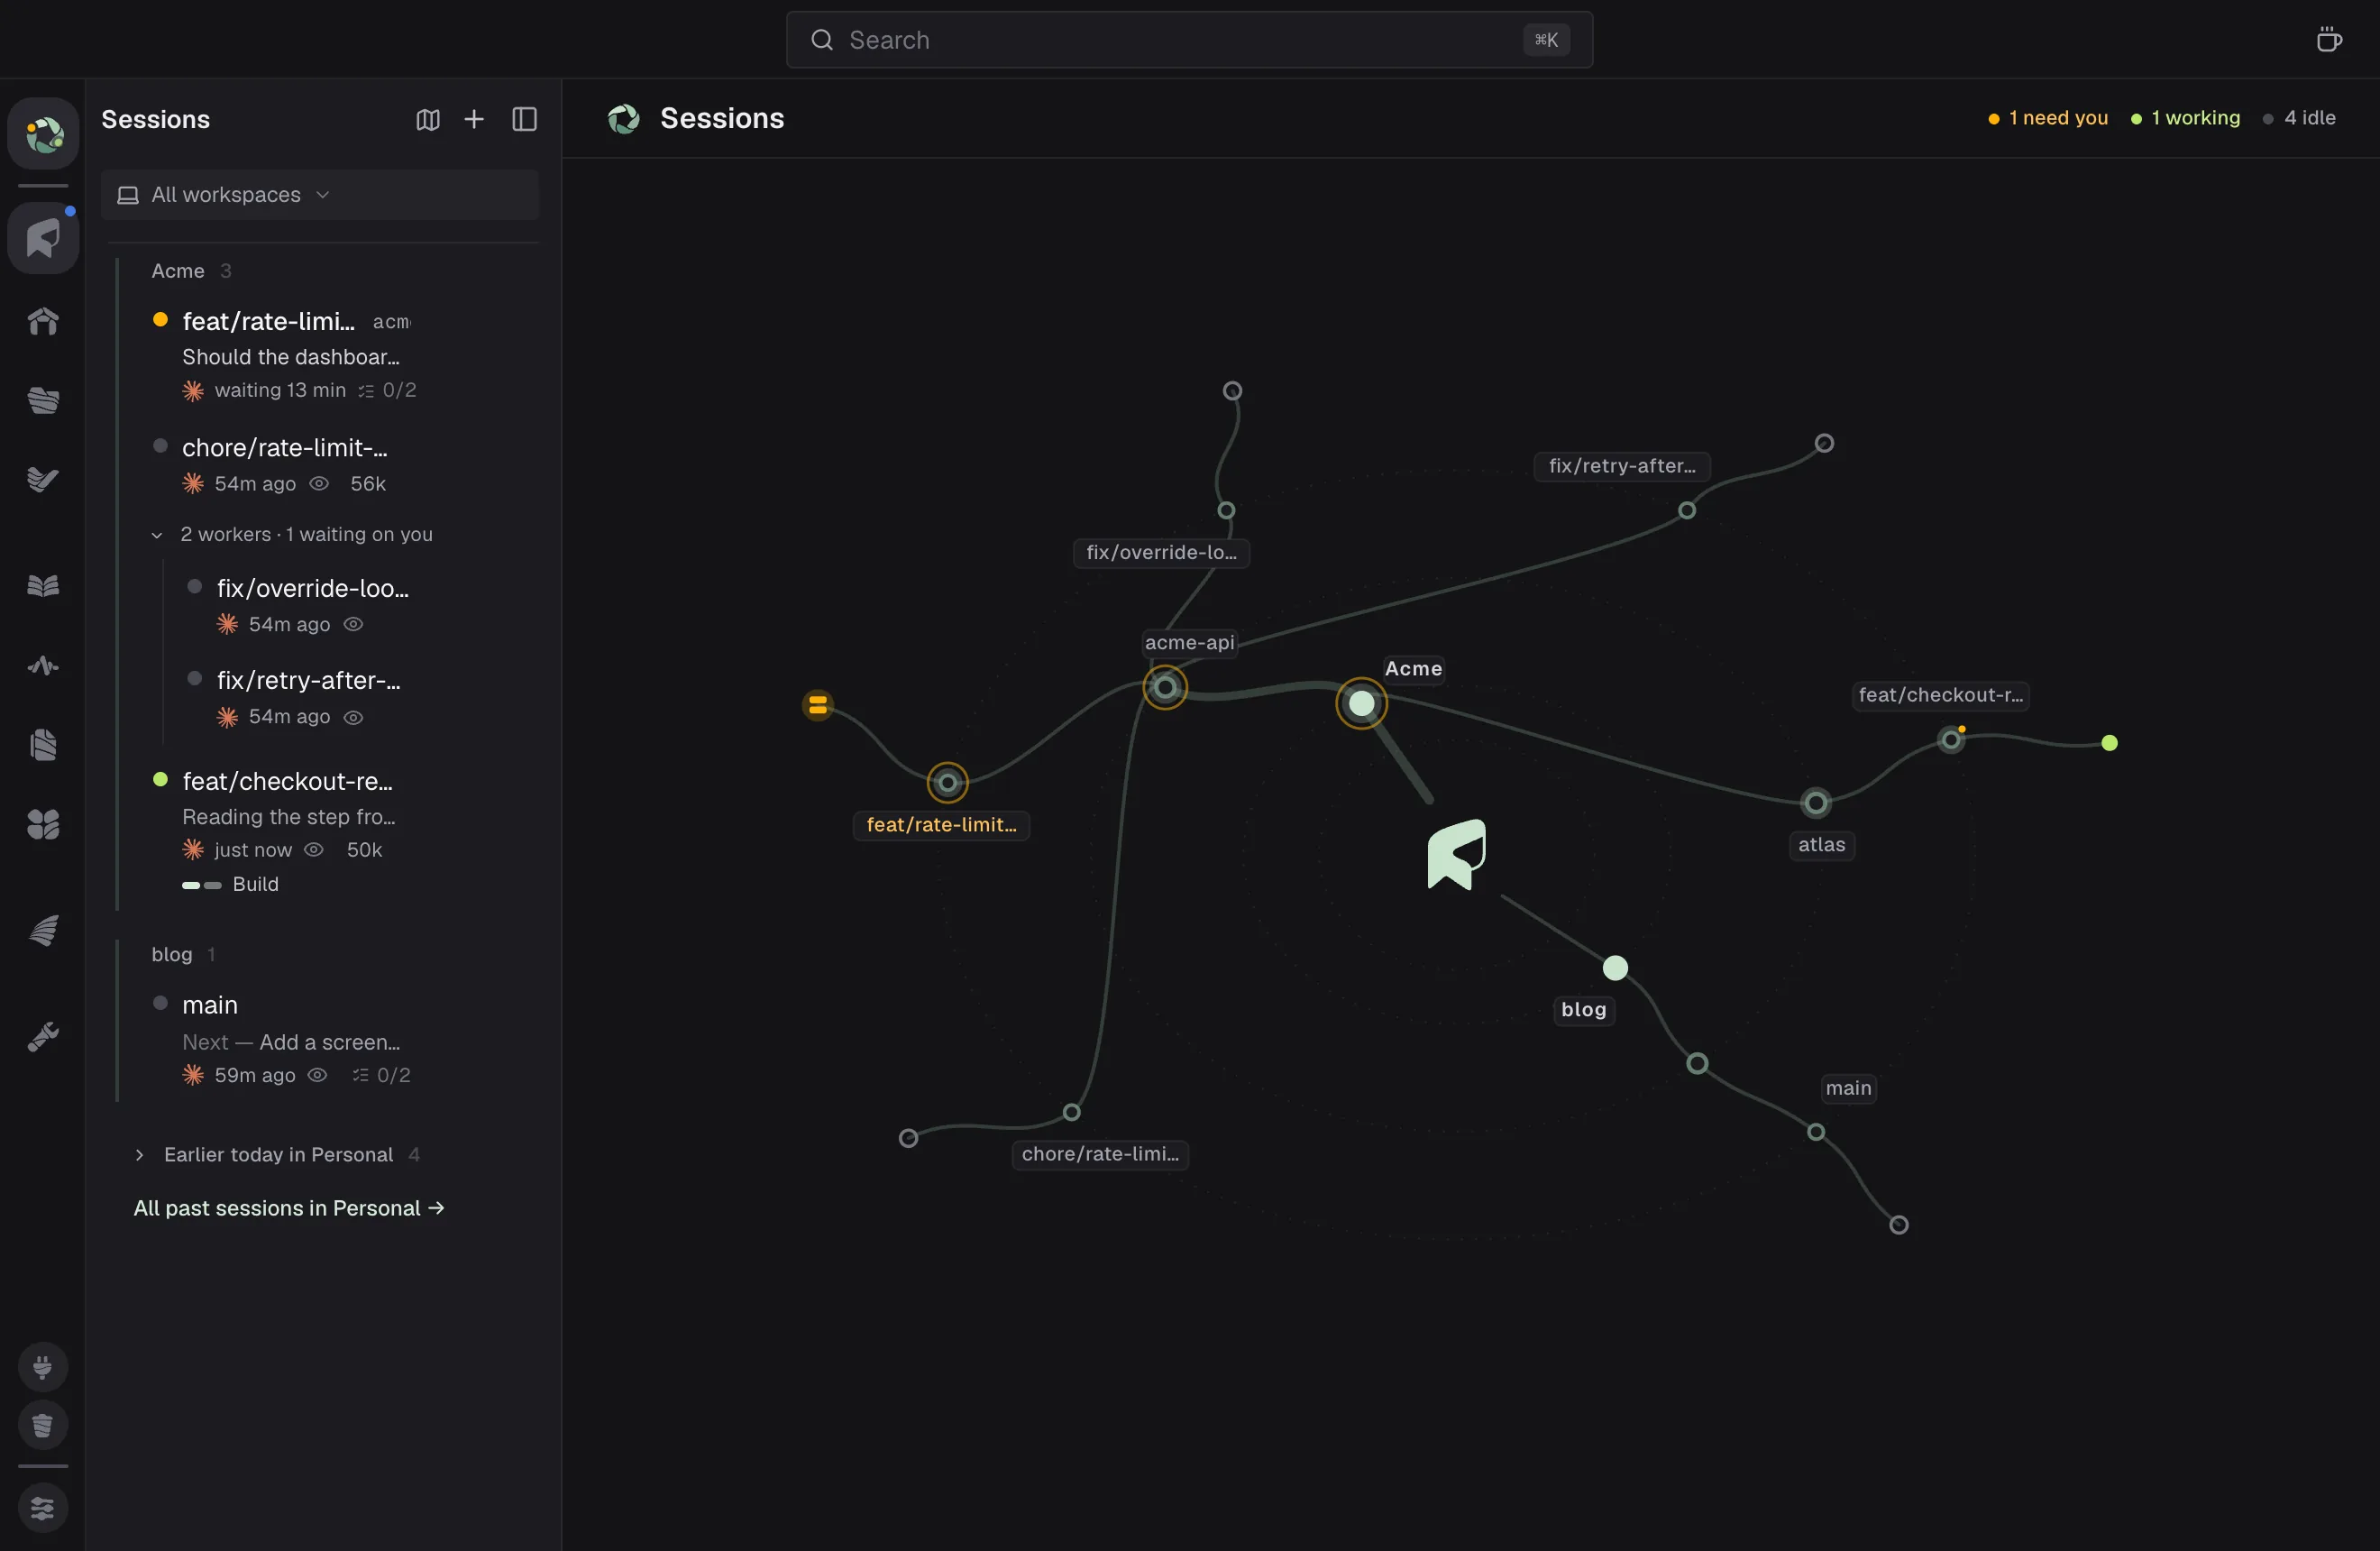 Search ⌘K
Sessions
Sessions
1 need you 1 working 4 idle
All workspaces
Acme 3
feat/rate-limi...
Should the dashboar...
waiting 13 min 0/2
chore/rate-limit-...
54m ago 56k
2 workers · 1 waiting on you
fix/override-loo...
54m ago
fix/retry-after-...
54m ago
feat/checkout-re...
Reading the step fro...
just now 50k
Build
blog 1
main
Next — Add a screen...
59m ago 0/2
Earlier today in Personal 4
All past sessions in Personal →
fix/retry-after...
fix/override-lo...
acme-api
Acme
feat/checkout-r...
feat/rate-limit...
atlas
blog
main
chore/rate-limi...